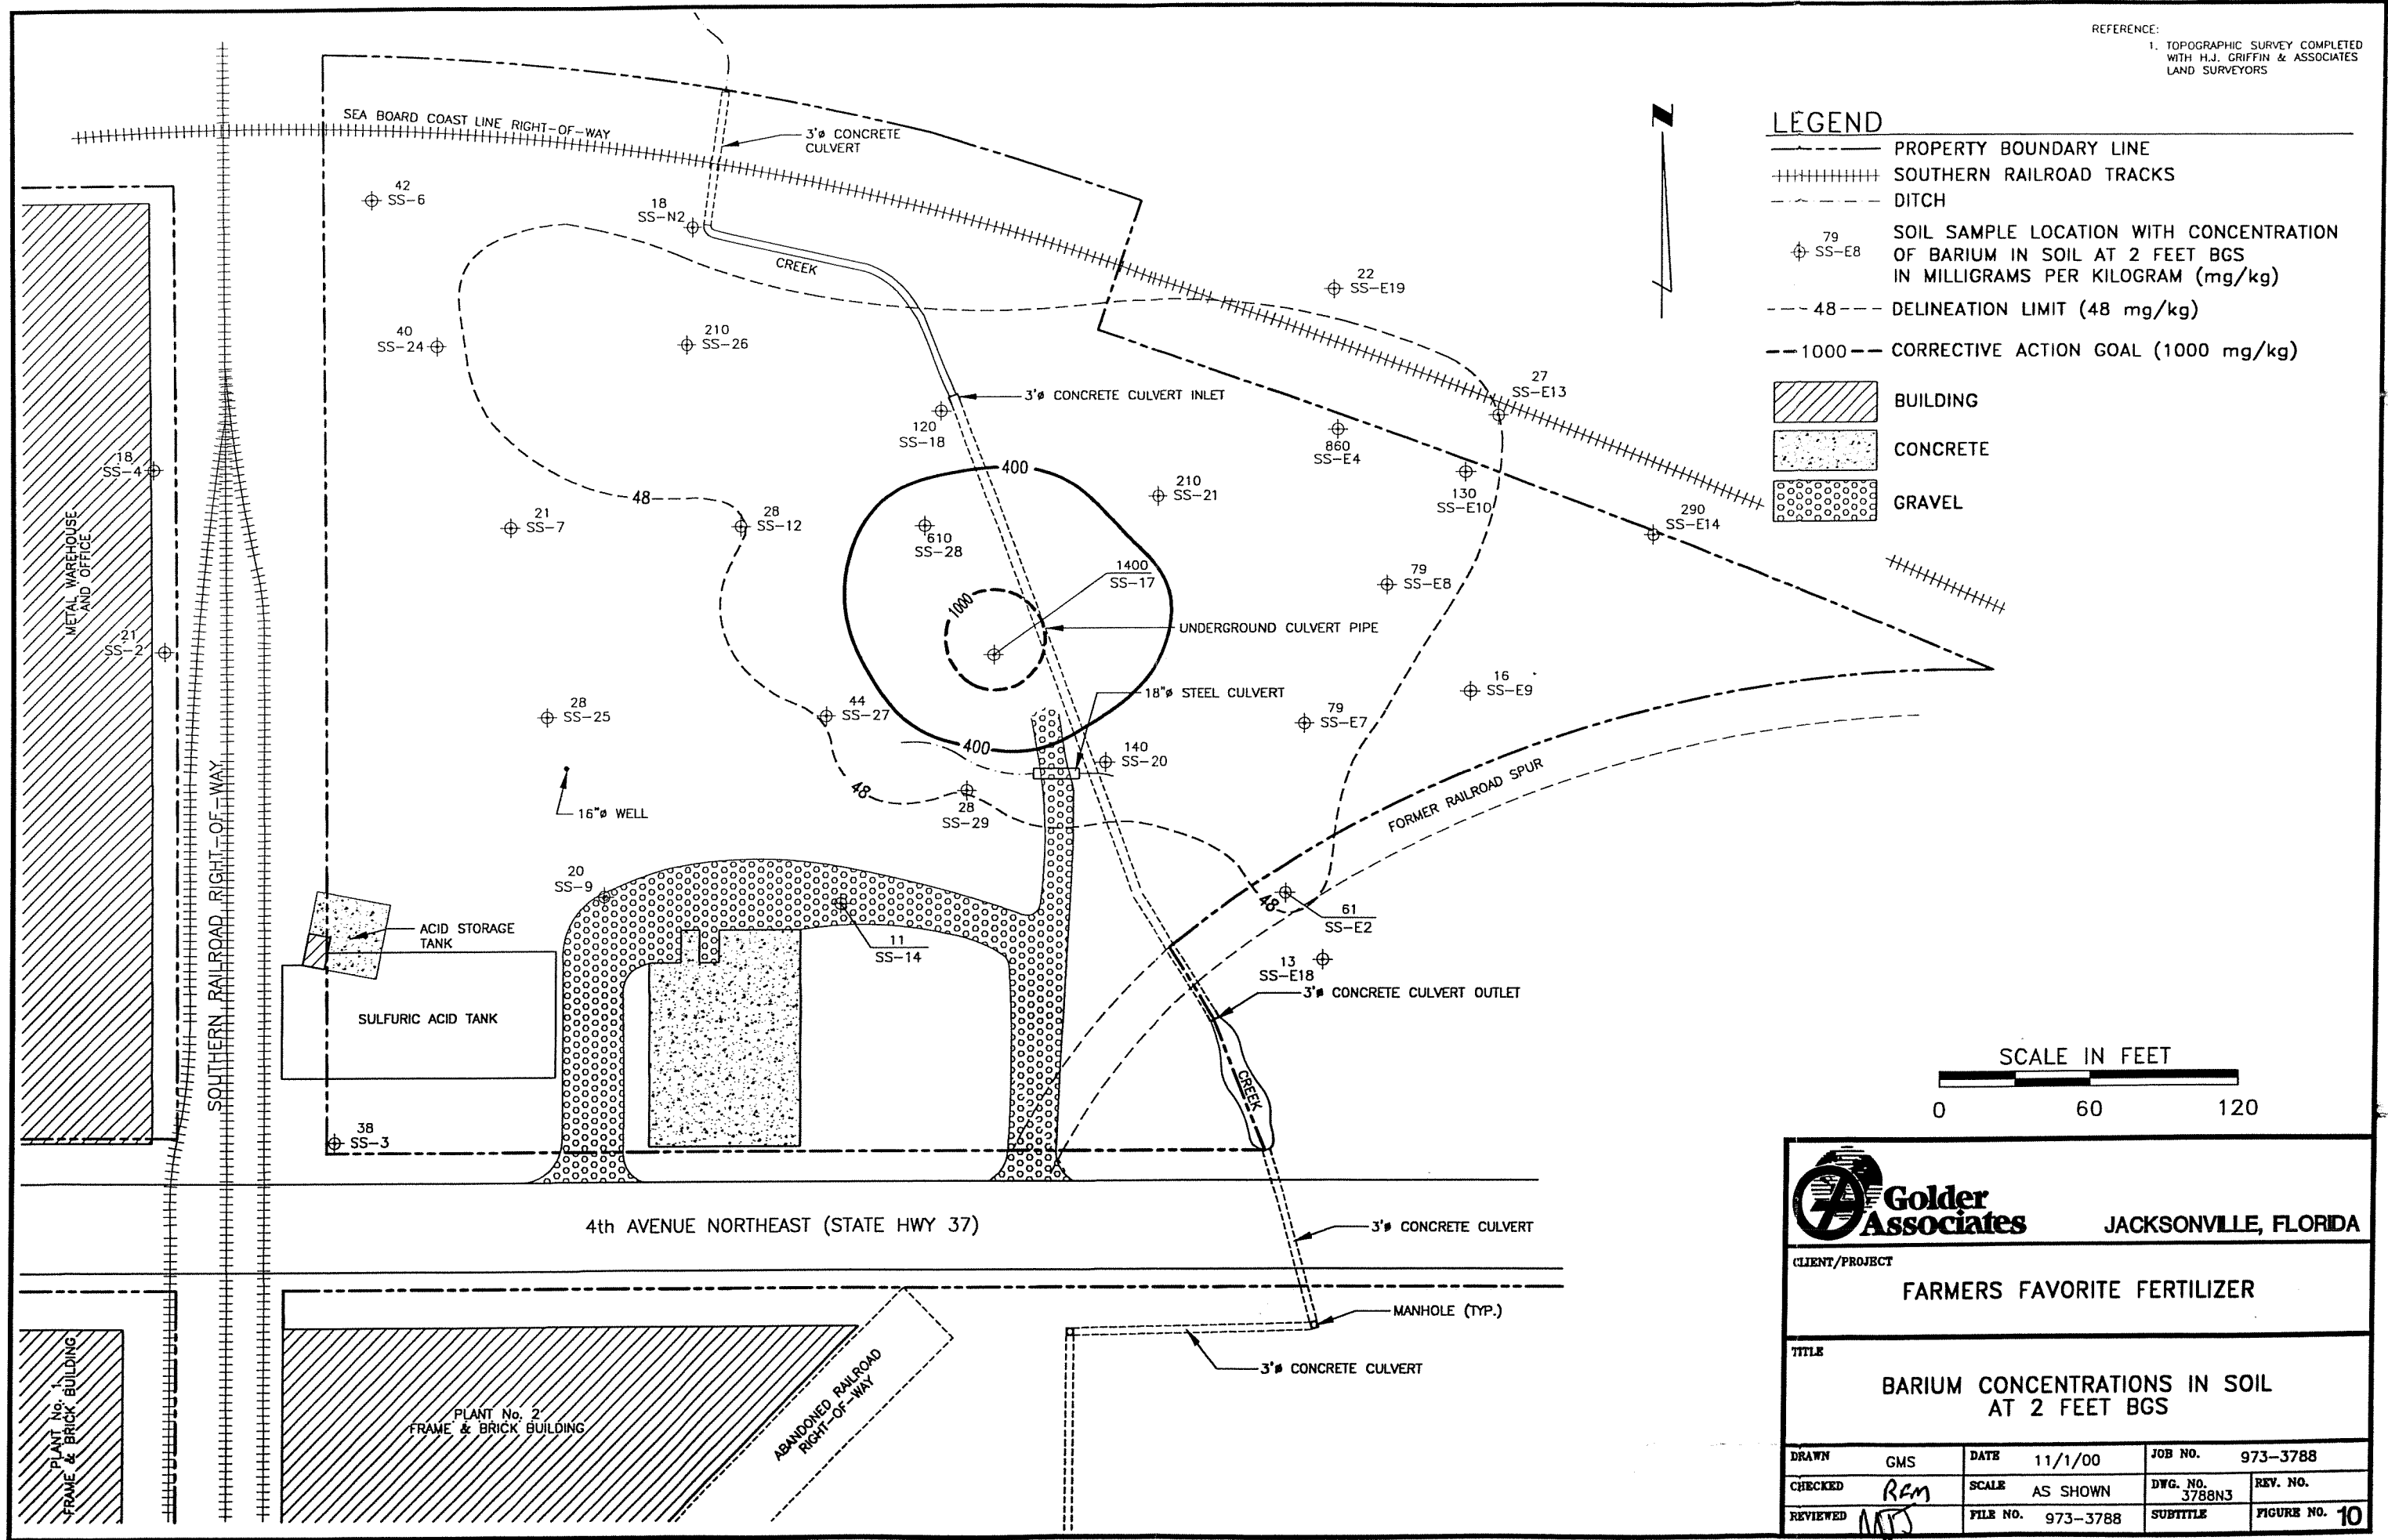 REFERENCE:
1. TOPOGRAPHIC SURVEY COMPLETED
WITH H.J. GRIFFIN & ASSOCIATES
LAND SURVEYORS
N
LEGEND
PROPERTY BOUNDARY LINE
SOUTHERN RAILROAD TRACKS
DITCH
79
SS-E8
SOIL SAMPLE LOCATION WITH CONCENTRATION
OF BARIUM IN SOIL AT 2 FEET BGS
IN MILLIGRAMS PER KILOGRAM (mg/kg)
48
DELINEATION LIMIT (48 mg/kg)
1000
CORRECTIVE ACTION GOAL (1000 mg/kg)
BUILDING
CONCRETE
GRAVEL
SEA BOARD COAST LINE RIGHT-OF-WAY
3'ø CONCRETE
CULVERT
42
SS-6
18
SS-N2
CREEK
22
SS-E19
40
SS-24
210
SS-26
3'ø CONCRETE CULVERT INLET
27
SS-E13
120
SS-18
860
SS-E4
18
SS-4
400
48
210
SS-21
130
SS-E10
290
SS-E14
21
SS-7
28
SS-12
610
SS-28
METAL WAREHOUSE
AND OFFICE
1400
SS-17
79
SS-E8
1000
UNDERGROUND CULVERT PIPE
21
SS-2
18"ø STEEL CULVERT
16
SS-E9
28
SS-25
44
SS-27
79
SS-E7
400
140
SS-20
16"ø WELL
48
28
SS-29
FORMER RAILROAD SPUR
SOUTHERN RAILROAD RIGHT-OF-WAY
20
SS-9
48
61
SS-E2
ACID STORAGE
TANK
11
SS-14
13
SS-E18
3'ø CONCRETE CULVERT OUTLET
SULFURIC ACID TANK
CREEK
38
SS-3
SCALE IN FEET
0 60 120
4th AVENUE NORTHEAST (STATE HWY 37)
3'ø CONCRETE CULVERT
MANHOLE (TYP.)
3'ø CONCRETE CULVERT
PLANT No. 1
FRAME & BRICK BUILDING
PLANT No. 2
FRAME & BRICK BUILDING
ABANDONED RAILROAD
RIGHT-OF-WAY
Golder
Associates
JACKSONVILLE, FLORIDA
CLIENT/PROJECT
FARMERS FAVORITE FERTILIZER
TITLE
BARIUM CONCENTRATIONS IN SOIL
AT 2 FEET BGS
DRAWN GMS DATE 11/1/00 JOB NO. 973-3788
CHECKED RFM SCALE AS SHOWN DWG. NO. 3788N3 REV. NO.
REVIEWED FILE NO. 973-3788 SUBTITLE FIGURE NO. 10